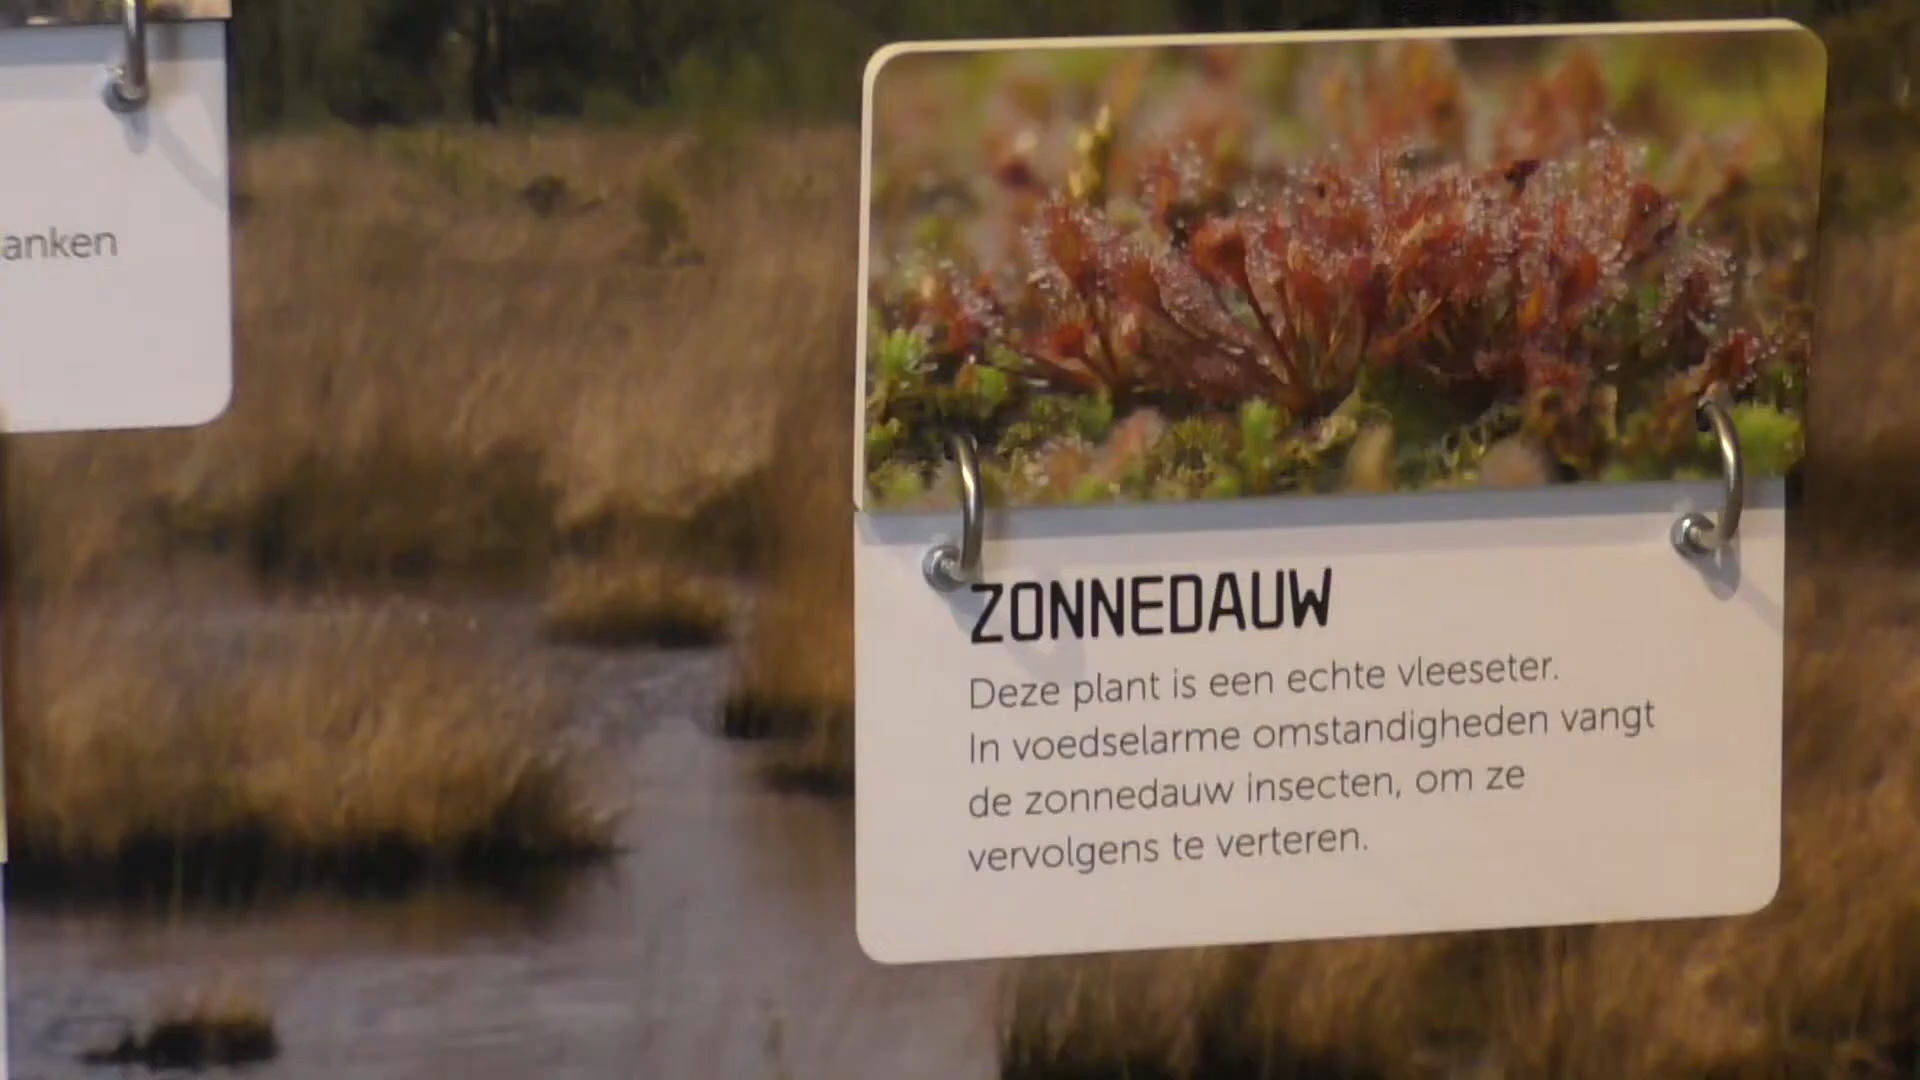 anken
ZONNEDAUW
Deze plant is een echte vleeseter.
In voedselarme omstandigheden vangt
de zonnedauw insecten, om ze
vervolgens te verteren.